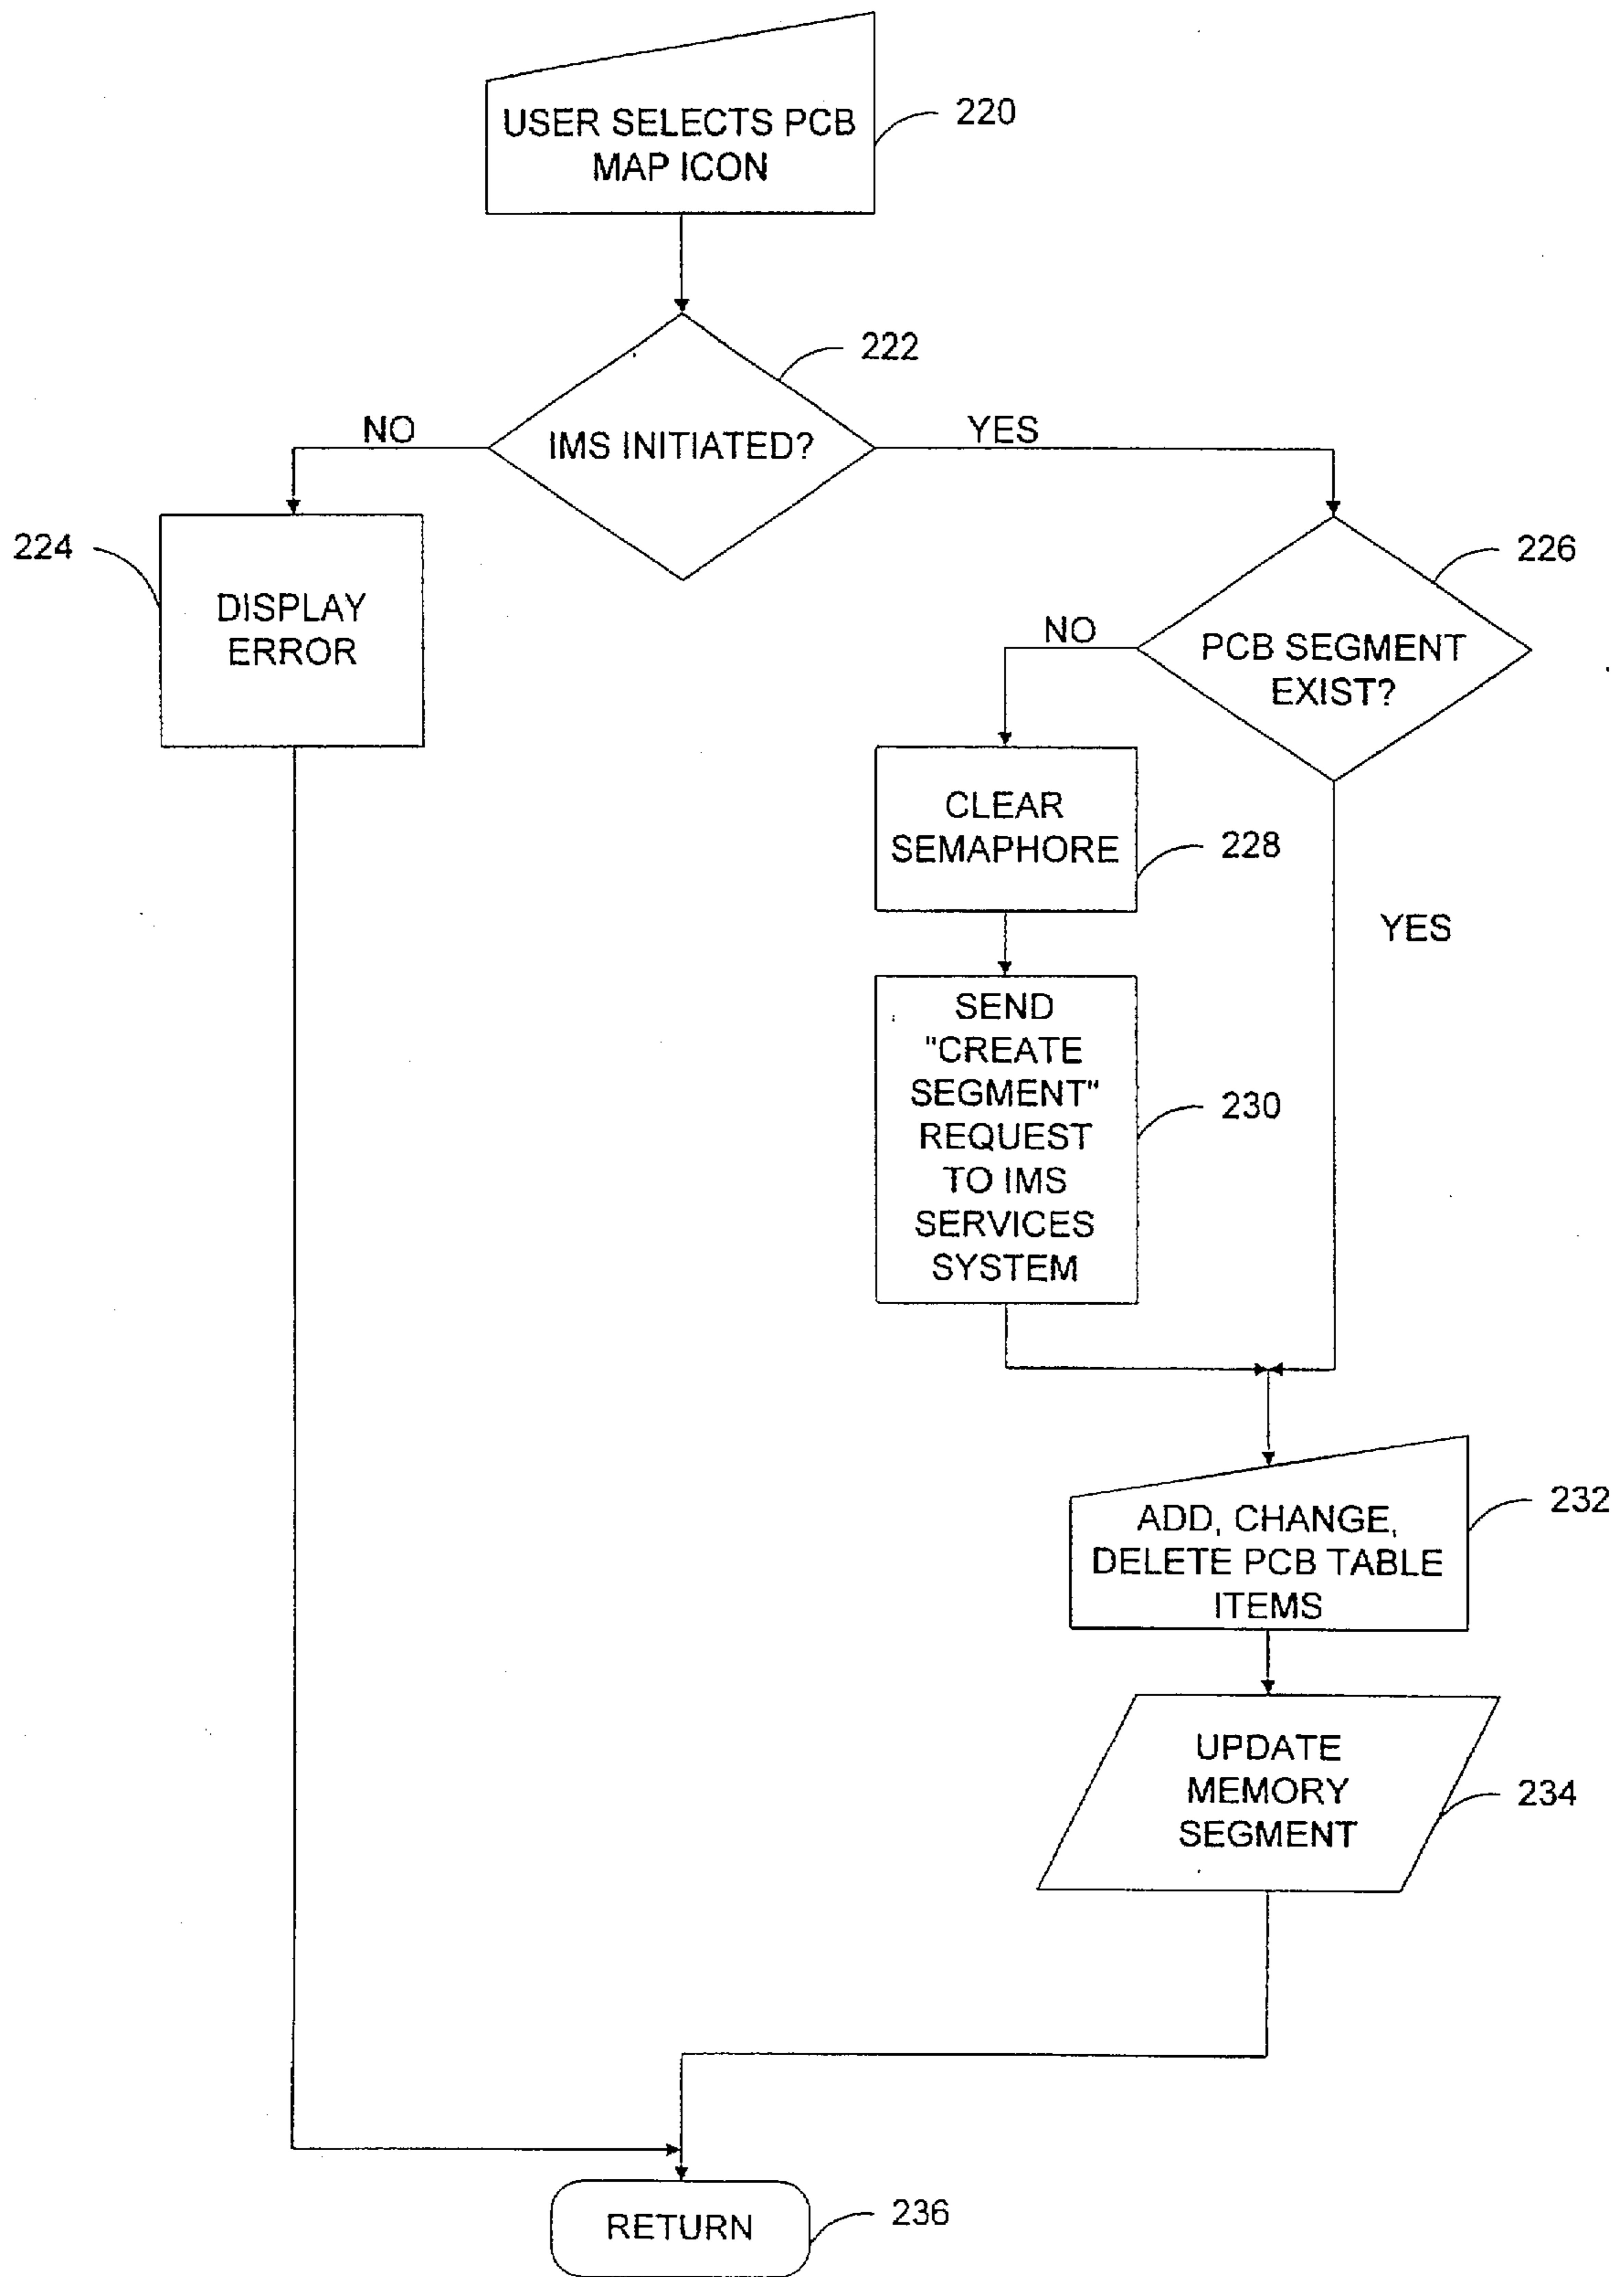 USER SELECTS PCB
MAP ICON
220
222
IMS INITIATED?
NO
YES
224
DISPLAY
ERROR
226
PCB SEGMENT
EXIST?
NO
CLEAR
SEMAPHORE
228
YES
SEND
"CREATE
SEGMENT"
REQUEST
TO IMS
SERVICES
SYSTEM
230
ADD, CHANGE,
DELETE PCB TABLE
ITEMS
232
UPDATE
MEMORY
SEGMENT
234
RETURN
236